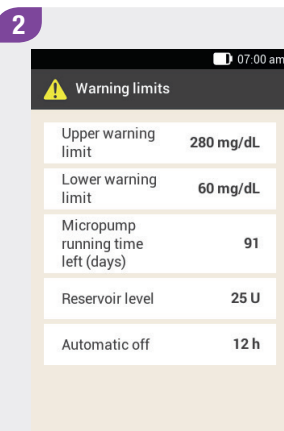 2
07:00 am
Warning limits
Upper warning
limit
280 mg/dL
Lower warning
limit
60 mg/dL
Micropump
running time
left (days)
91
Reservoir level
25 U
Automatic off
12 h